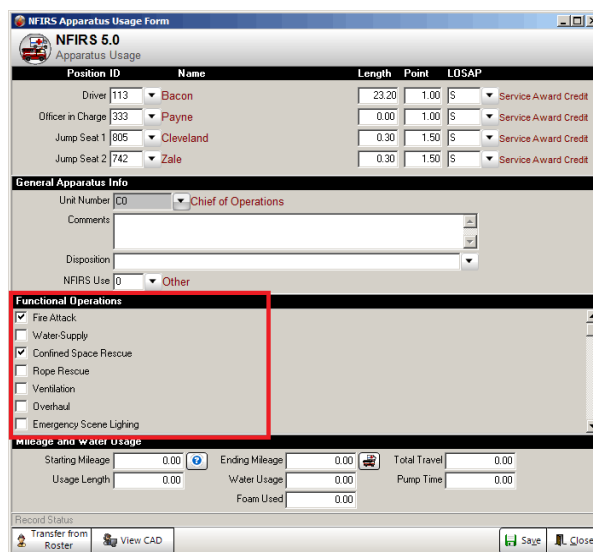 NFIRS Apparatus Usage Form
NFIRS 5.0
Apparatus Usage
Position ID Name Length Point LOSAP
Driver 113 Bacon 23.20 1.00 S Service Award Credit
Officer in Charge 333 Payne 0.00 1.00 S Service Award Credit
Jump Seat 1 805 Cleveland 0.30 1.50 S Service Award Credit
Jump Seat 2 742 Zale 0.30 1.50 S Service Award Credit
General Apparatus Info
Unit Number C0 Chief of Operations
Comments
Disposition
NFIRS Use 0 Other
Functional Operations
Fire Attack
Water-Supply
Confined Space Rescue
Rope Rescue
Ventilation
Overhaul
Emergency Scene Lighing
Mileage and Water Usage
Starting Mileage 0.00 ? Ending Mileage 0.00 Total Travel 0.00
Usage Length 0.00 Water Usage 0.00 Pump Time 0.00
Foam Used 0.00
Record Status
Transfer from
Roster View CAD Save Close